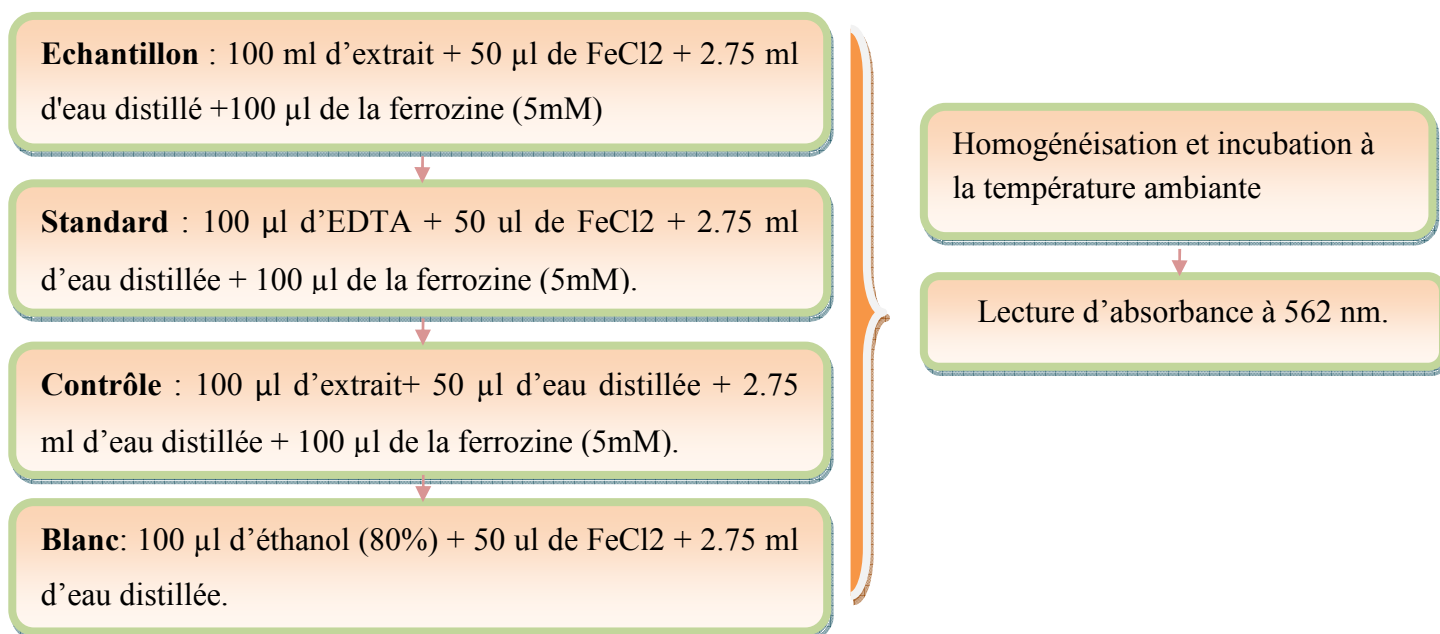 Echantillon : 100 ml d’extrait + 50 µl de FeCl2 + 2.75 ml
d'eau distillé +100 µl de la ferrozine (5mM)
Standard : 100 µl d’EDTA + 50 ul de FeCl2 + 2.75 ml
d’eau distillée + 100 µl de la ferrozine (5mM).
Contrôle : 100 µl d’extrait+ 50 µl d’eau distillée + 2.75
ml d’eau distillée + 100 µl de la ferrozine (5mM).
Blanc: 100 µl d’éthanol (80%) + 50 ul de FeCl2 + 2.75 ml
d’eau distillée.
Homogénéisation et incubation à
la température ambiante
Lecture d’absorbance à 562 nm.